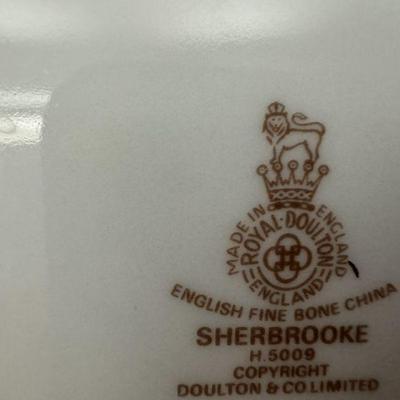 MADE IN ENGLAND
ROYAL·DOULTON
ENGLAND
ENGLISH FINE BONE CHINA
SHERBROOKE
H.5009
COPYRIGHT
DOULTON & CO.LIMITED